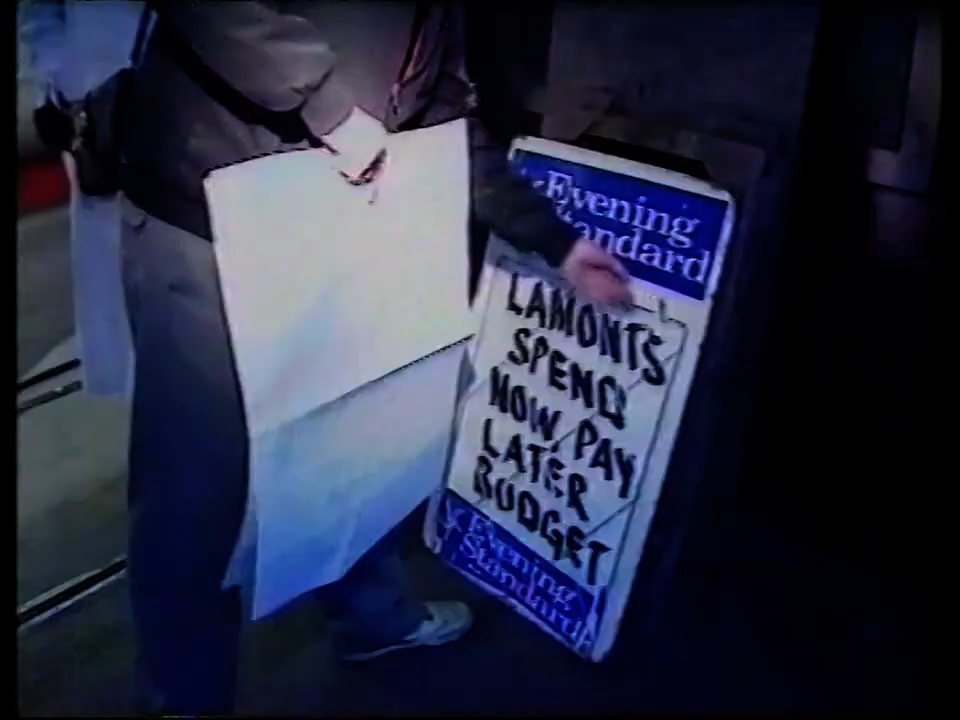 Evening
Standard
LAMONTS
SPEND
NOW, PAY
LATER
BUDGET
Evening
Standard